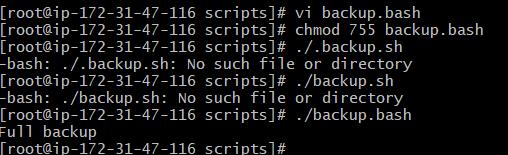 [root@ip-172-31-47-116 scripts]# vi backup.bash
[root@ip-172-31-47-116 scripts]# chmod 755 backup.bash
[root@ip-172-31-47-116 scripts]# ./.backup.sh
-bash: ./.backup.sh: No such file or directory
[root@ip-172-31-47-116 scripts]# ./backup.sh
-bash: ./backup.sh: No such file or directory
[root@ip-172-31-47-116 scripts]# ./backup.bash
Full backup
[root@ip-172-31-47-116 scripts]#